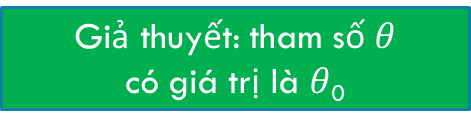 Giả thuyết: tham số 𝜃
có giá trị là 𝜃₀